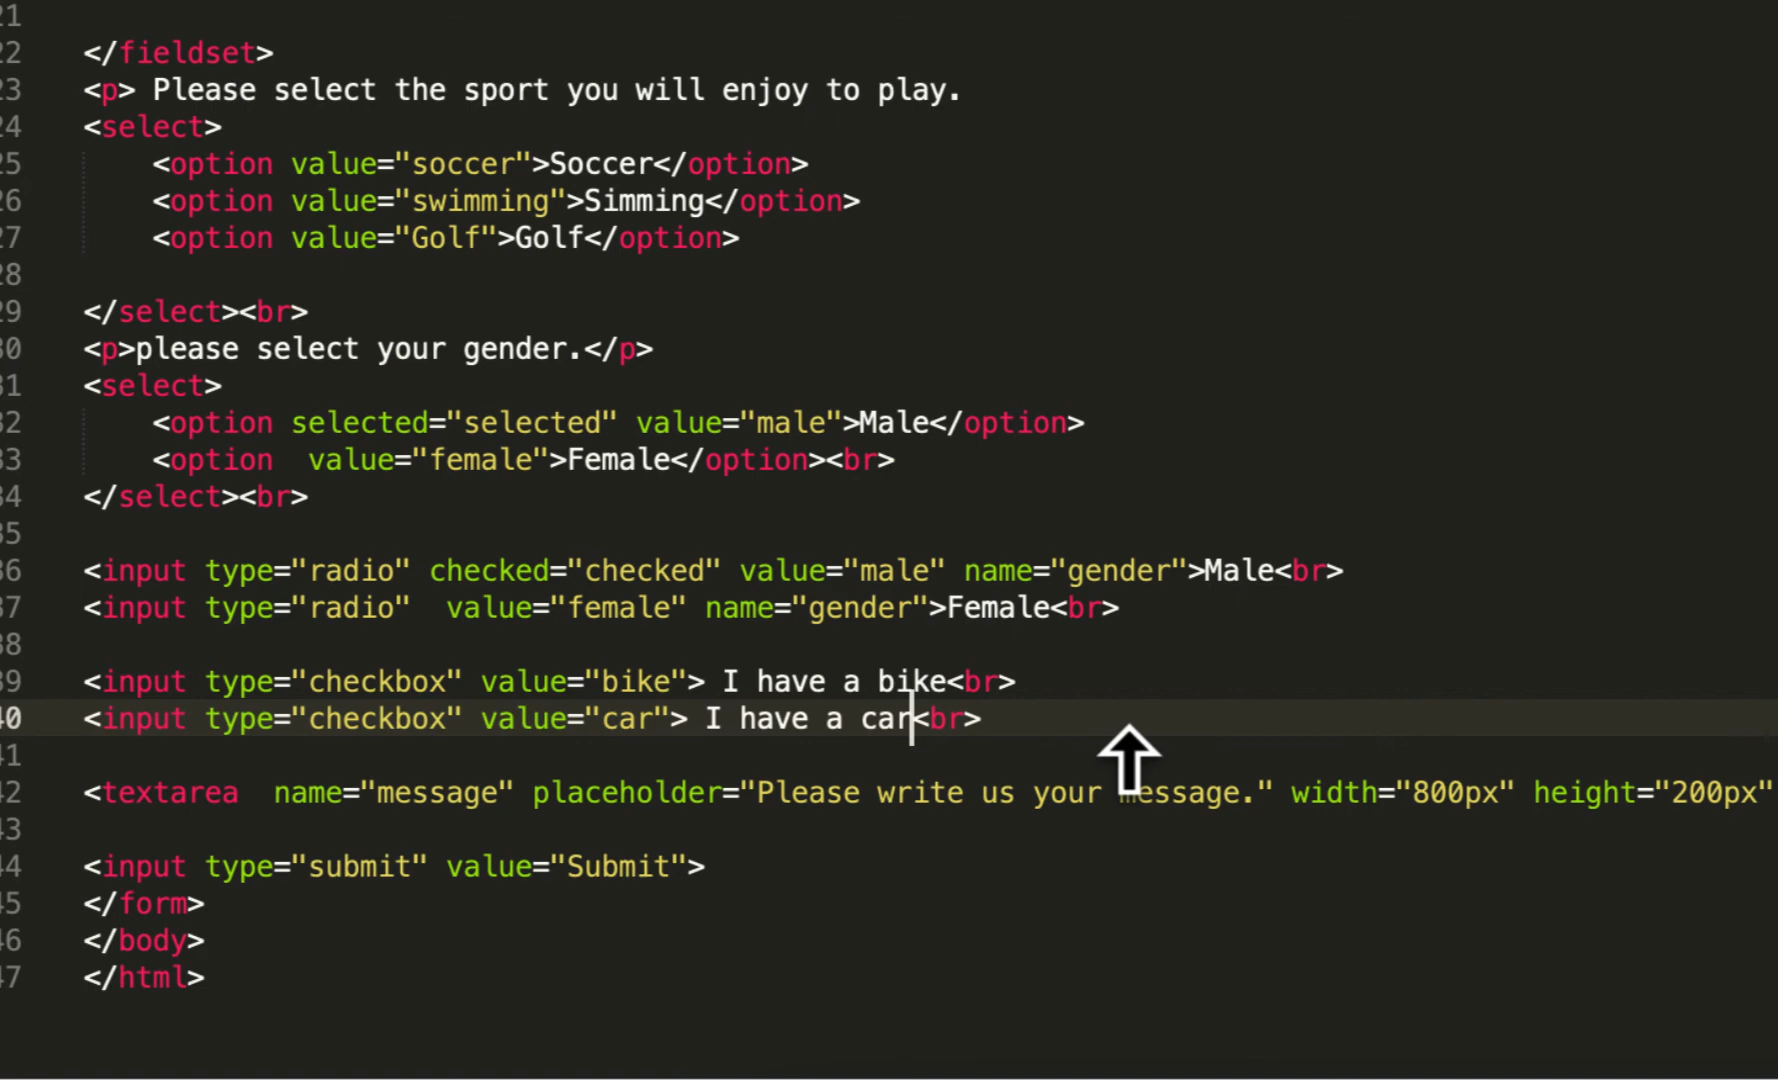 21
22 </fieldset>
23 <p> Please select the sport you will enjoy to play.
24 <select>
25 <option value="soccer">Soccer</option>
26 <option value="swimming">Simming</option>
27 <option value="Golf">Golf</option>
28
29 </select><br>
30 <p>please select your gender.</p>
31 <select>
32 <option selected="selected" value="male">Male</option>
33 <option  value="female">Female</option><br>
34 </select><br>
35
36 <input type="radio" checked="checked" value="male" name="gender">Male<br>
37 <input type="radio"  value="female" name="gender">Female<br>
38
39 <input type="checkbox" value="bike"> I have a bike<br>
40 <input type="checkbox" value="car"> I have a car<br>
41
42 <textarea  name="message" placeholder="Please write us your message." width="800px" height="200px"
43
44 <input type="submit" value="Submit">
45 </form>
46 </body>
47 </html>